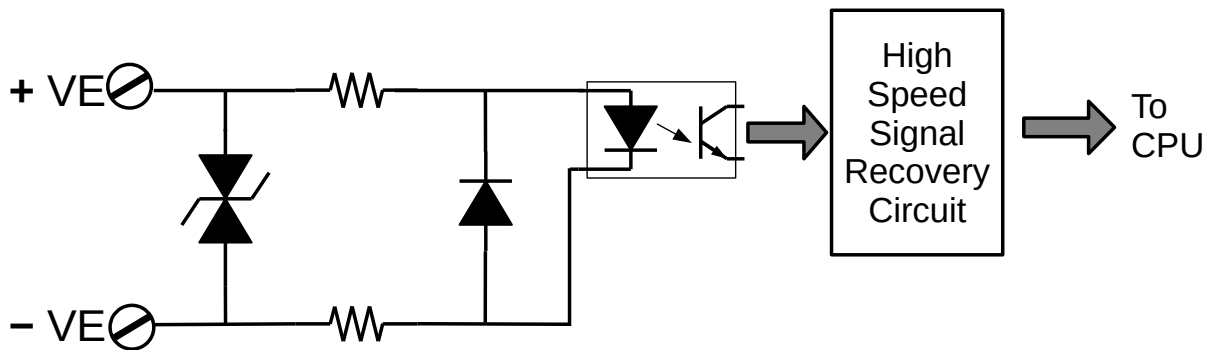 + VE
High
Speed
Signal
Recovery
Circuit
To
CPU
− VE